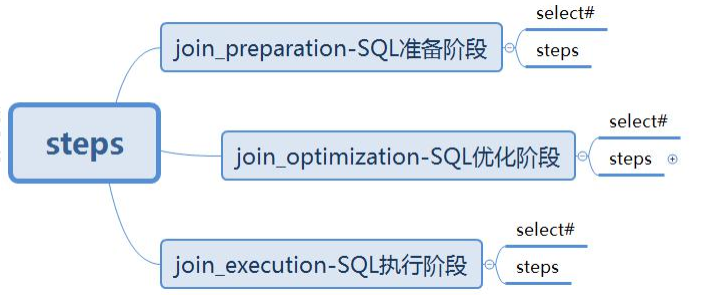 steps
join_preparation-SQL准备阶段
select#
steps
join_optimization-SQL优化阶段
select#
steps
join_execution-SQL执行阶段
select#
steps